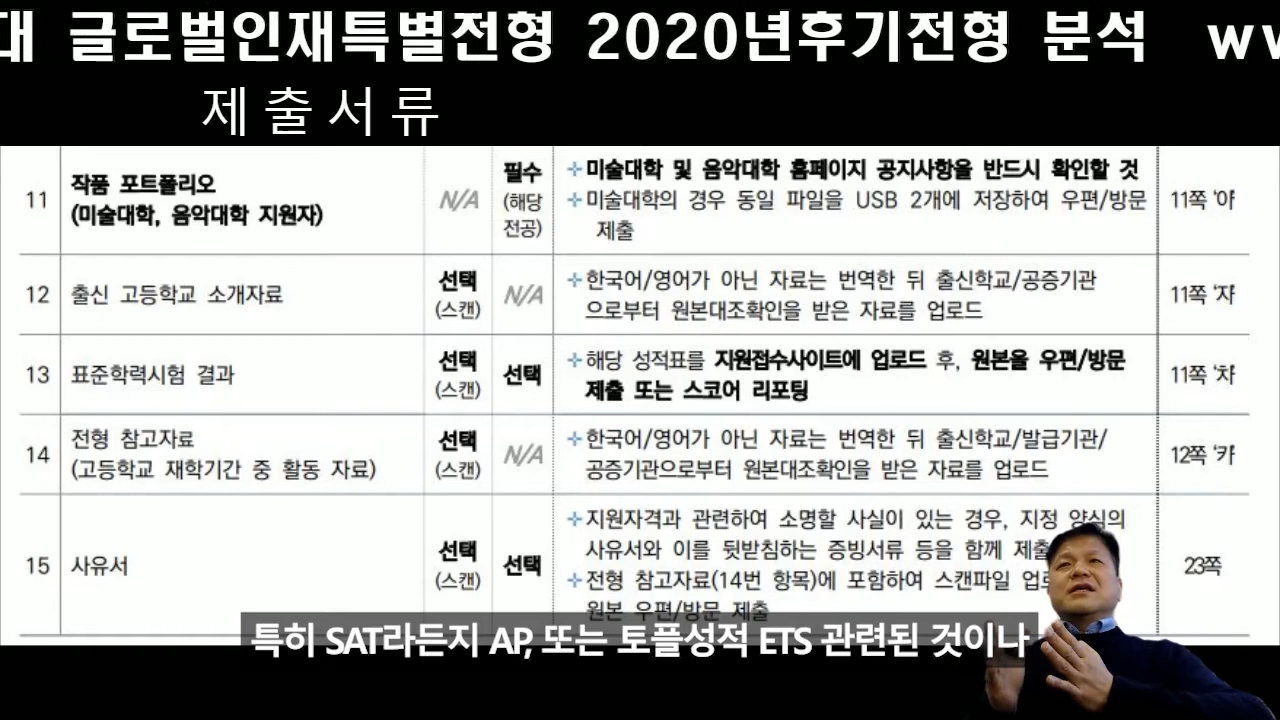 대 글로벌인재특별전형 2020년후기전형 분석 ww
제출서류
11
작품 포트폴리오
(미술대학, 음악대학 지원자)
N/A
필수
(해당
전공)
✢미술대학 및 음악대학 홈페이지 공지사항을 반드시 확인할 것
✢미술대학의 경우 동일 파일을 USB 2개에 저장하여 우편/방문
제출
11쪽 '아
12
출신 고등학교 소개자료
선택
(스캔)
N/A
✢한국어/영어가 아닌 자료는 번역한 뒤 출신학교/공증기관
으로부터 원본대조확인을 받은 자료를 업로드
11쪽 '자
13
표준학력시험 결과
선택
(스캔)
선택
✢해당 성적표를 지원접수사이트에 업로드 후, 원본을 우편/방문
제출 또는 스코어 리포팅
11쪽 '차
14
전형 참고자료
(고등학교 재학기간 중 활동 자료)
선택
(스캔)
N/A
✢한국어/영어가 아닌 자료는 번역한 뒤 출신학교/발급기관/
공증기관으로부터 원본대조확인을 받은 자료를 업로드
12쪽 '카
15
사유서
선택
(스캔)
선택
✢지원자격과 관련하여 소명할 사실이 있는 경우, 지정 양식의
사유서와 이를 뒷받침하는 증빙서류 등을 함께 제출
✢전형 참고자료(14번 항목)에 포함하여 스캔파일
원본 우편/방문 제출
23쪽
특히 SAT라든지 AP, 또는 토플성적 ETS 관련된 것이나